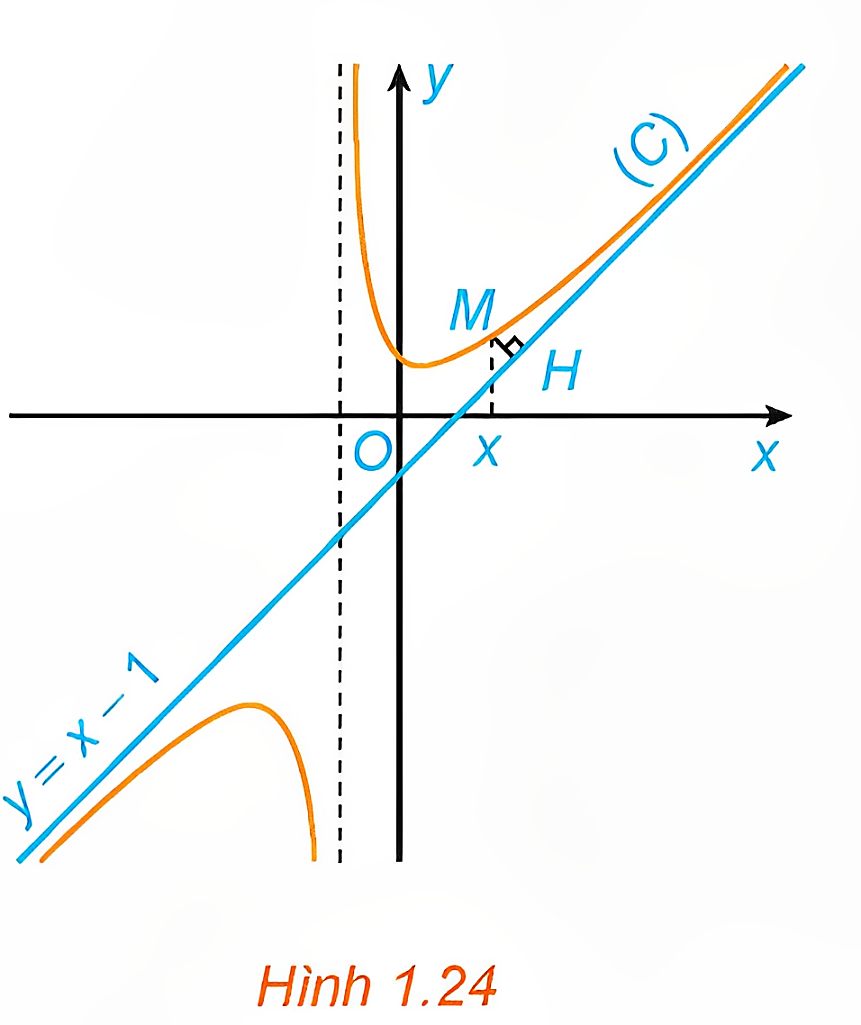 y
(C)
M
H
O
x
x
y = x – 1
Hình 1.24